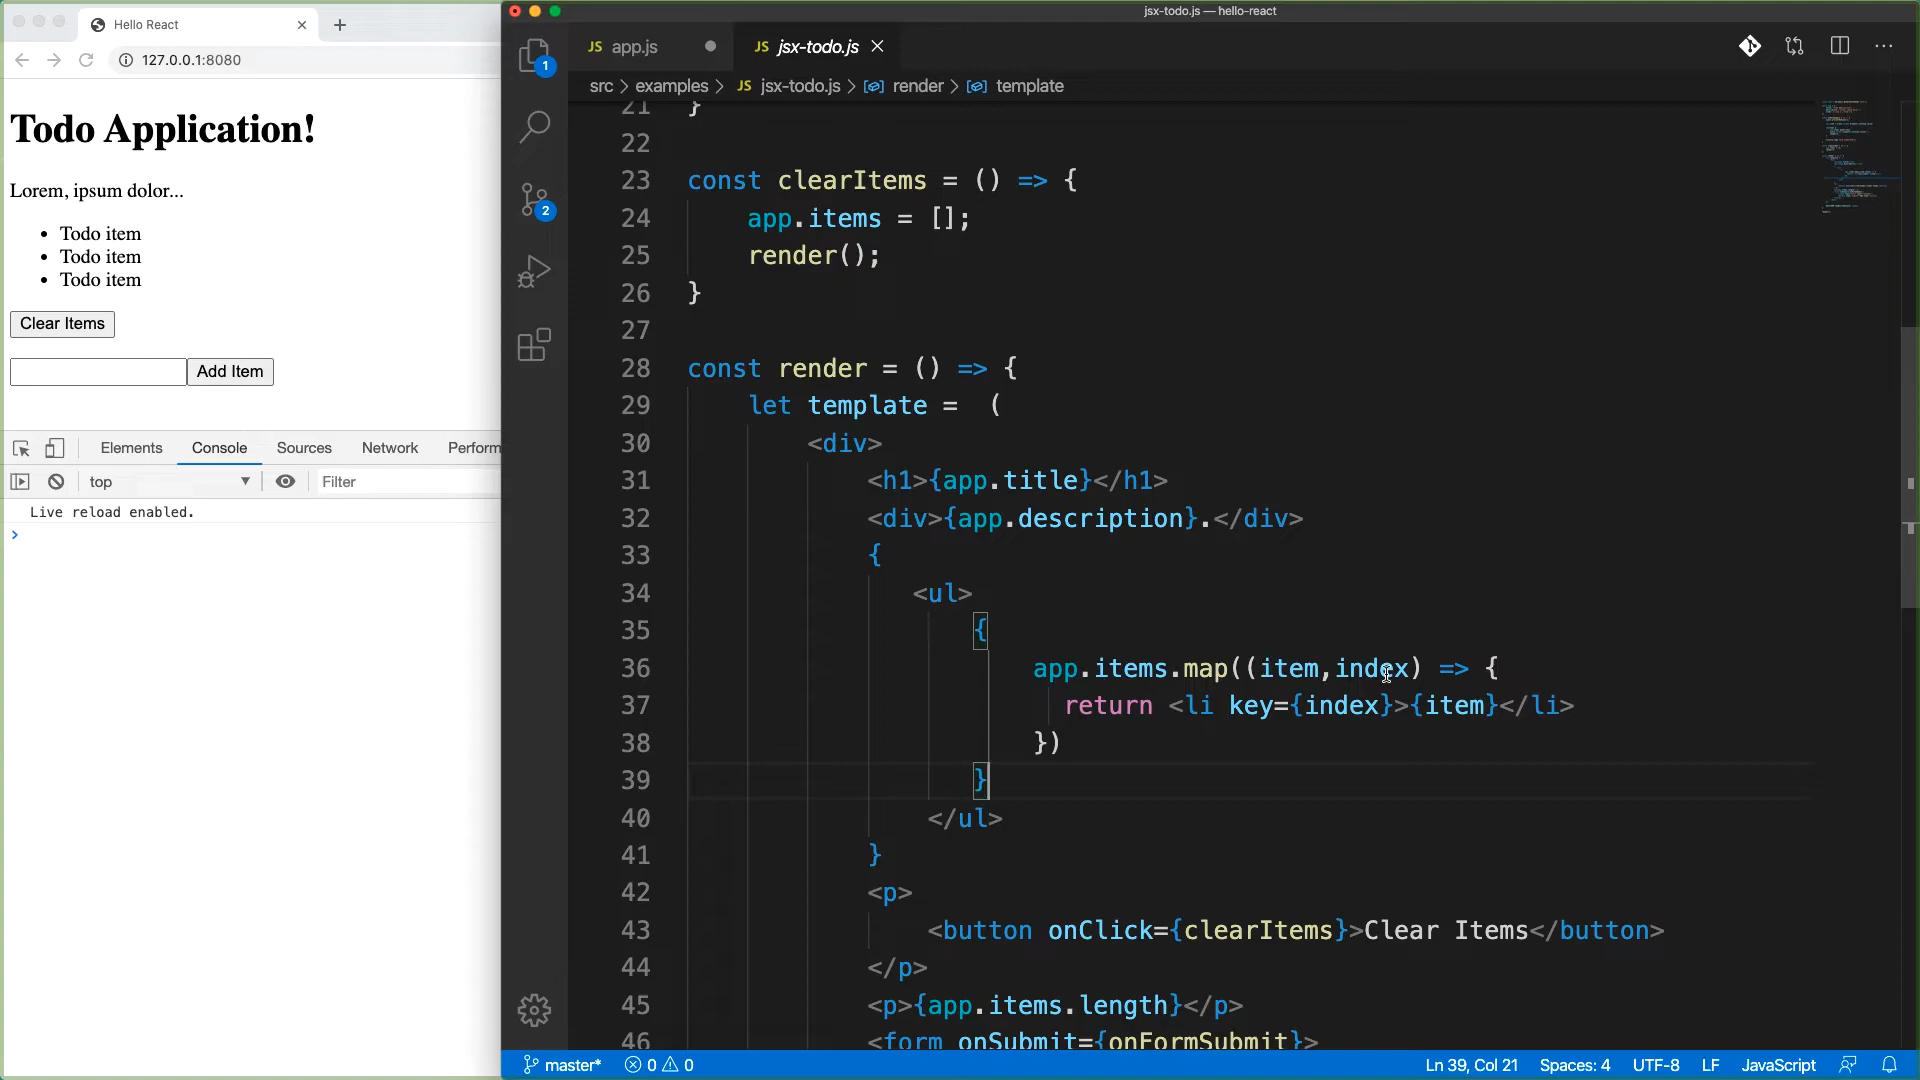 Hello React
127.0.0.1:8080
Todo Application!
Lorem, ipsum dolor...
Todo item
Todo item
Todo item
Clear Items
Add Item
Elements Console Sources Network Perform
top Filter
Live reload enabled.
jsx-todo.js — hello-react
JS app.js JS jsx-todo.js
src > examples > JS jsx-todo.js > render > template
1
2
21 }
22
23 const clearItems = () => {
24 app.items = [];
25 render();
26 }
27
28 const render = () => {
29 let template =  (
30 <div>
31 <h1>{app.title}</h1>
32 <div>{app.description}.</div>
33 {
34 <ul>
35 {
36 app.items.map((item,index) => {
37 return <li key={index}>{item}</li>
38 })
39 }
40 </ul>
41 }
42 <p>
43 <button onClick={clearItems}>Clear Items</button>
44 </p>
45 <p>{app.items.length}</p>
46 <form onSubmit={onFormSubmit}>
master* 0 0 Ln 39, Col 21 Spaces: 4 UTF-8 LF JavaScript